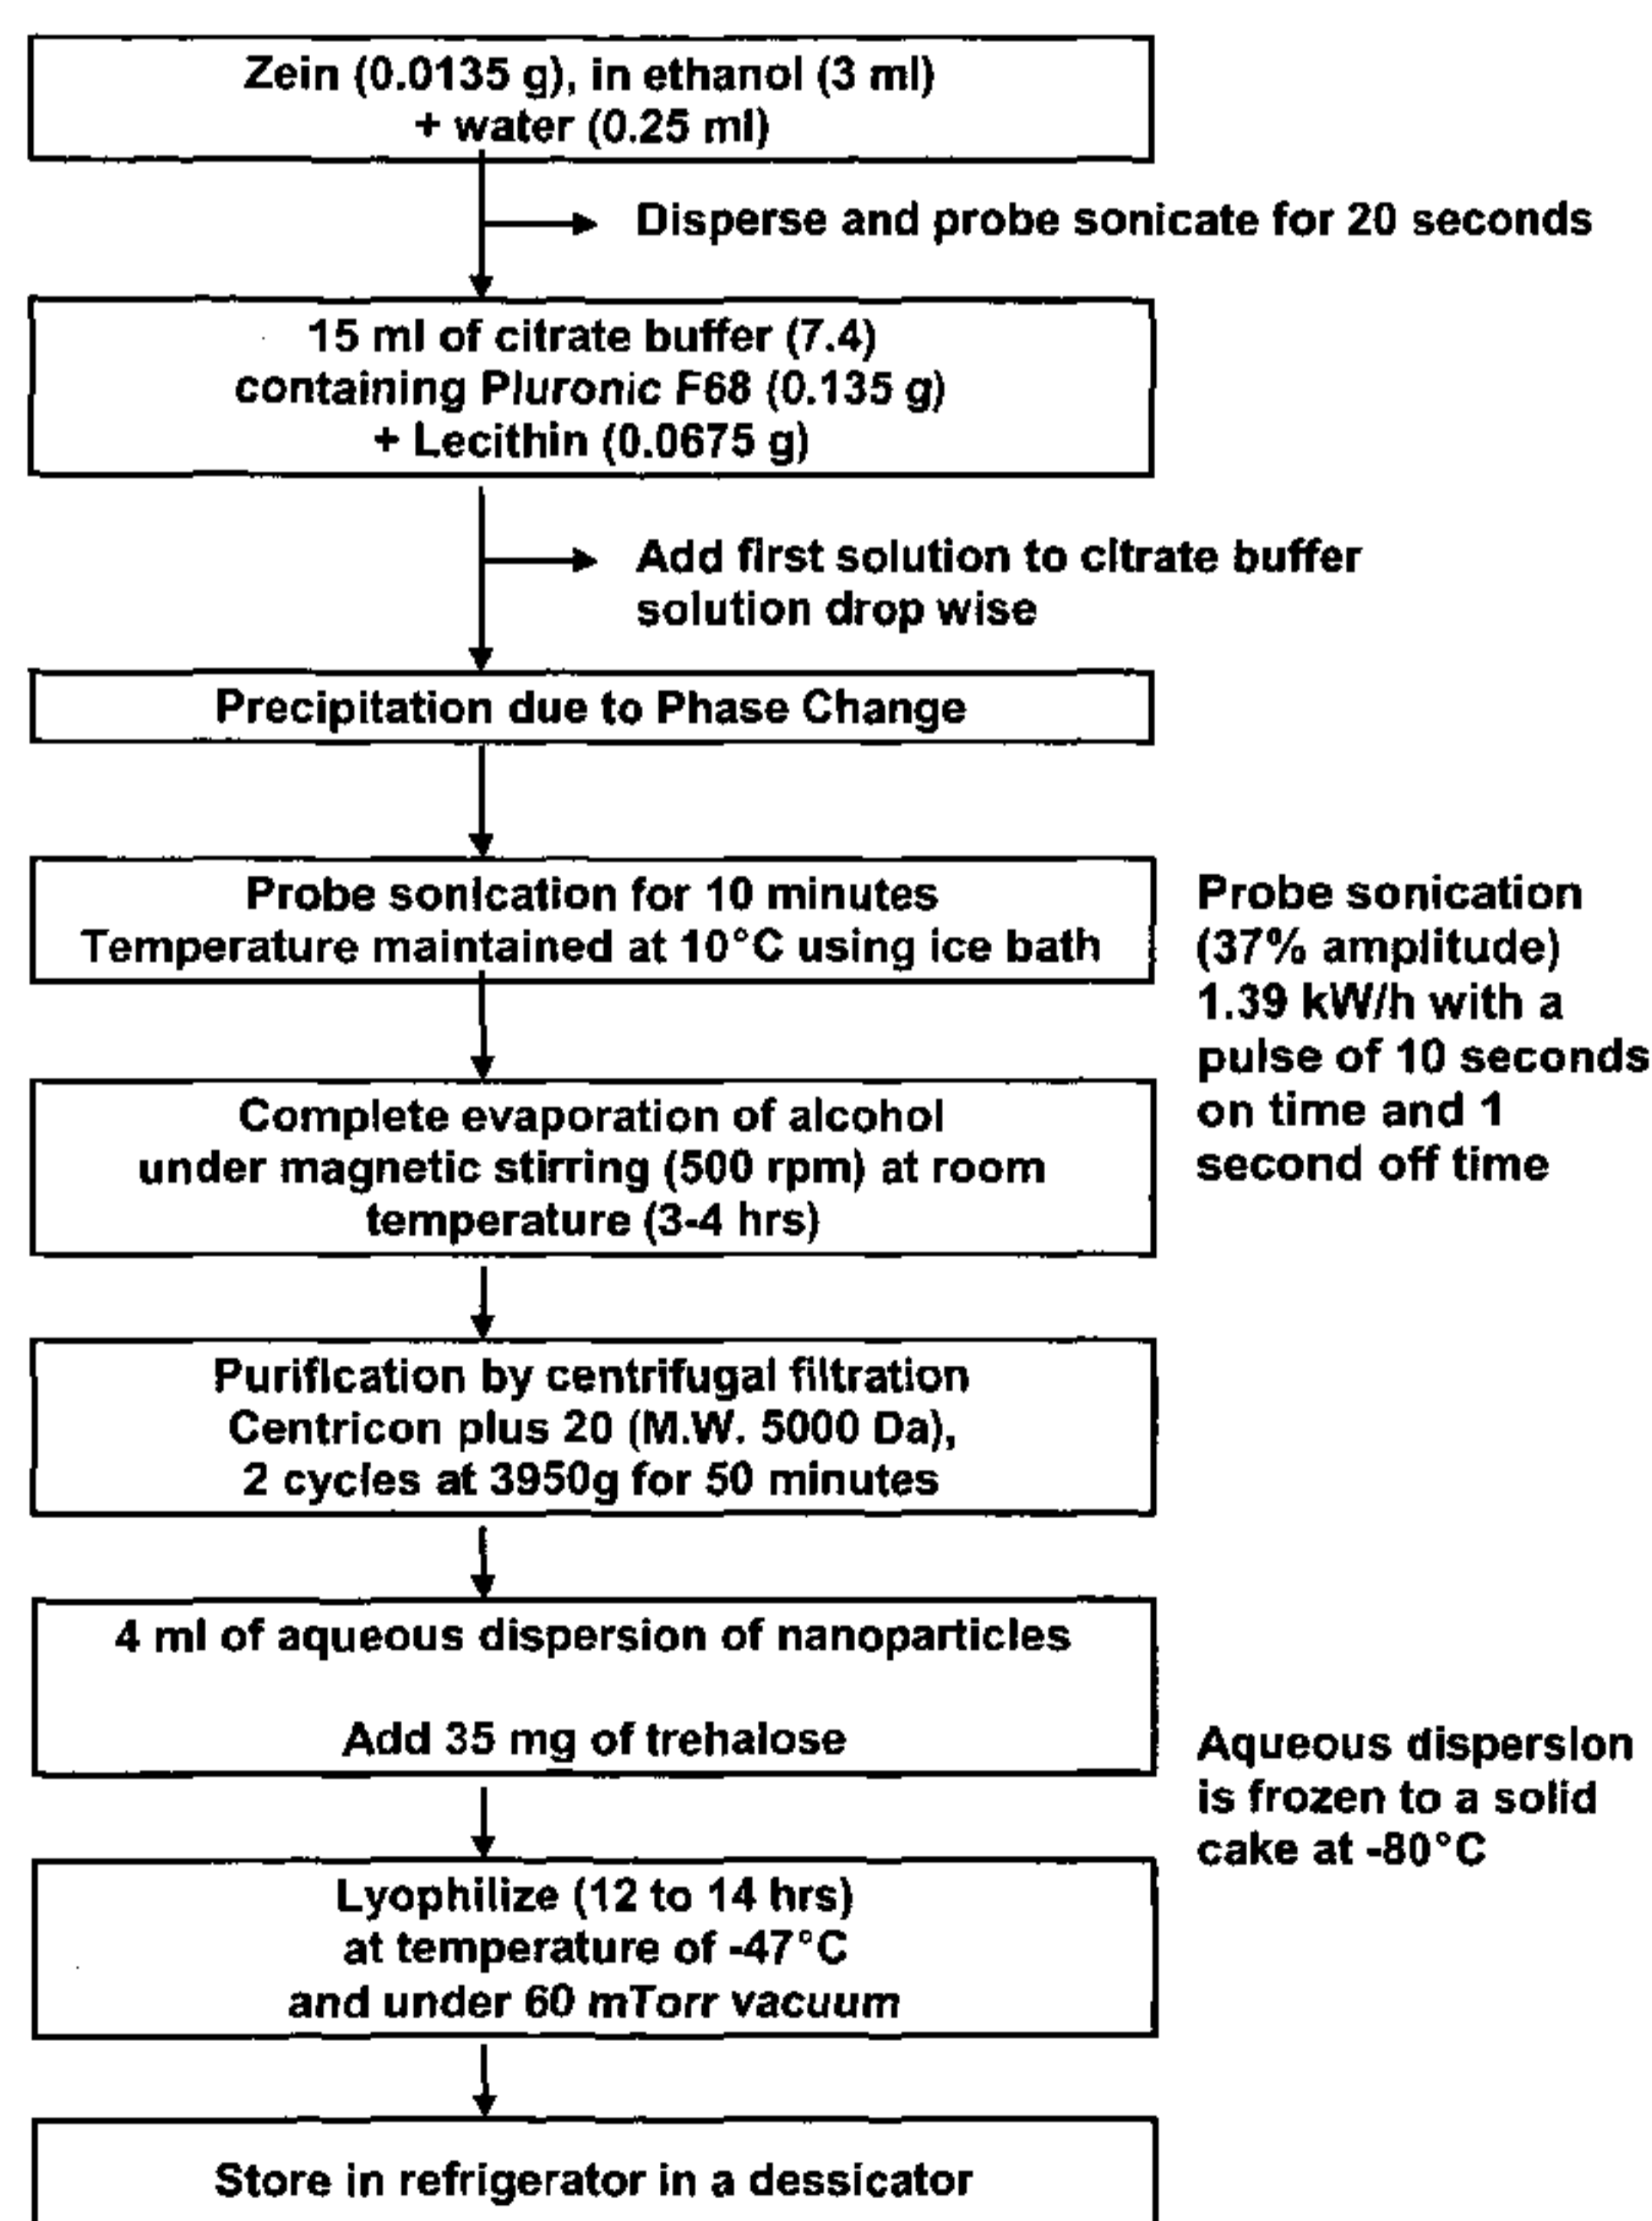 Zein (0.0135 g), in ethanol (3 ml)
+ water (0.25 ml)
Disperse and probe sonicate for 20 seconds
15 ml of citrate buffer (7.4)
containing Pluronic F68 (0.135 g)
+ Lecithin (0.0675 g)
Add first solution to citrate buffer
solution drop wise
Precipitation due to Phase Change
Probe sonication for 10 minutes
Temperature maintained at 10°C using ice bath
Probe sonication
(37% amplitude)
1.39 kW/h with a
pulse of 10 seconds
on time and 1
second off time
Complete evaporation of alcohol
under magnetic stirring (500 rpm) at room
temperature (3-4 hrs)
Purification by centrifugal filtration
Centricon plus 20 (M.W. 5000 Da),
2 cycles at 3950g for 50 minutes
4 ml of aqueous dispersion of nanoparticles
Add 35 mg of trehalose
Aqueous dispersion
is frozen to a solid
cake at -80°C
Lyophilize (12 to 14 hrs)
at temperature of -47°C
and under 60 mTorr vacuum
Store in refrigerator in a dessicator